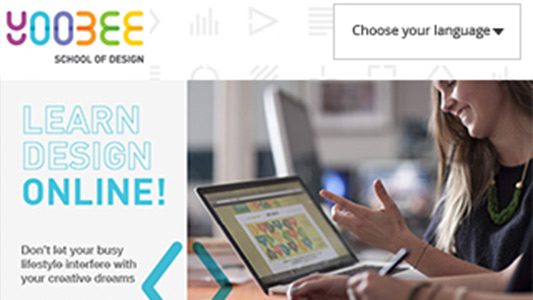 YOOBEE
SCHOOL OF DESIGN
Choose your language
LEARN
DESIGN
ONLINE!
Don't let your busy
lifestyle interfere with
your creative dreams